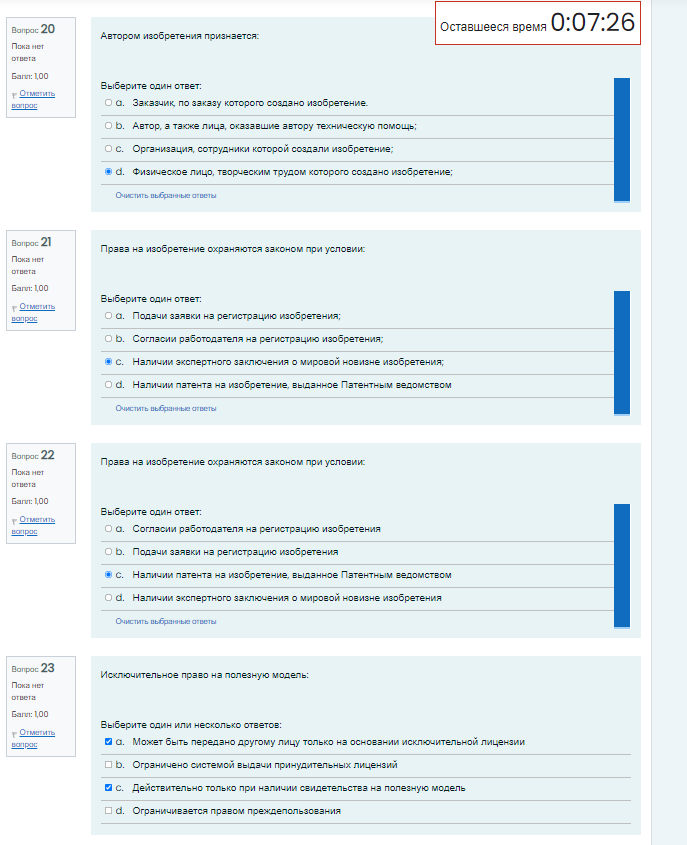 Оставшееся время 0:07:26
Вопрос 20
Пока нет
ответа
Балл: 1,00
Отметить
вопрос
Автором изобретения признается:
Выберите один ответ:
a. Заказчик, по заказу которого создано изобретение.
b. Автор, а также лица, оказавшие автору техническую помощь;
c. Организация, сотрудники которой создали изобретение;
d. Физическое лицо, творческим трудом которого создано изобретение;
Очистить выбранные ответы
Вопрос 21
Пока нет
ответа
Балл: 1,00
Отметить
вопрос
Права на изобретение охраняются законом при условии:
Выберите один ответ:
a. Подачи заявки на регистрацию изобретения;
b. Согласии работодателя на регистрацию изобретения;
c. Наличии экспертного заключения о мировой новизне изобретения;
d. Наличии патента на изобретение, выданное Патентным ведомством
Очистить выбранные ответы
Вопрос 22
Пока нет
ответа
Балл: 1,00
Отметить
вопрос
Права на изобретение охраняются законом при условии:
Выберите один ответ:
a. Согласии работодателя на регистрацию изобретения
b. Подачи заявки на регистрацию изобретения
c. Наличии патента на изобретение, выданное Патентным ведомством
d. Наличии экспертного заключения о мировой новизне изобретения
Очистить выбранные ответы
Вопрос 23
Пока нет
ответа
Балл: 1,00
Отметить
вопрос
Исключительное право на полезную модель:
Выберите один или несколько ответов:
a. Может быть передано другому лицу только на основании исключительной лицензии
b. Ограничено системой выдачи принудительных лицензий
c. Действительно только при наличии свидетельства на полезную модель
d. Ограничивается правом преждепользования